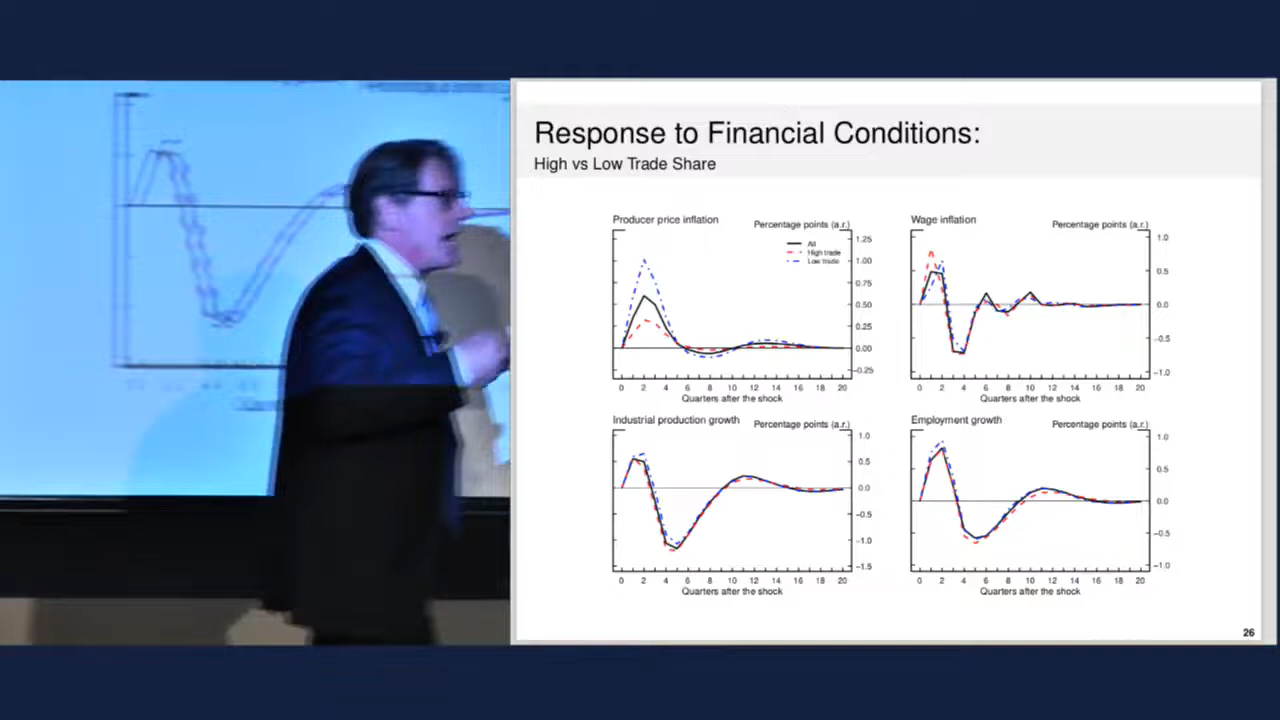 Response to Financial Conditions:
High vs Low Trade Share
Producer price inflation
Percentage points (a.r.)
All
High trade
Low trade
1.25
1.00
0.75
0.50
0.25
0.00
−0.25
0 2 4 6 8 10 12 14 16 18 20
Quarters after the shock
Wage inflation
Percentage points (a.r.)
1.0
0.5
0.0
−0.5
−1.0
0 2 4 6 8 10 12 14 16 18 20
Quarters after the shock
Industrial production growth
Percentage points (a.r.)
1.0
0.5
0.0
−0.5
−1.0
−1.5
0 2 4 6 8 10 12 14 16 18 20
Quarters after the shock
Employment growth
Percentage points (a.r.)
1.0
0.5
0.0
−0.5
−1.0
0 2 4 6 8 10 12 14 16 18 20
Quarters after the shock
26